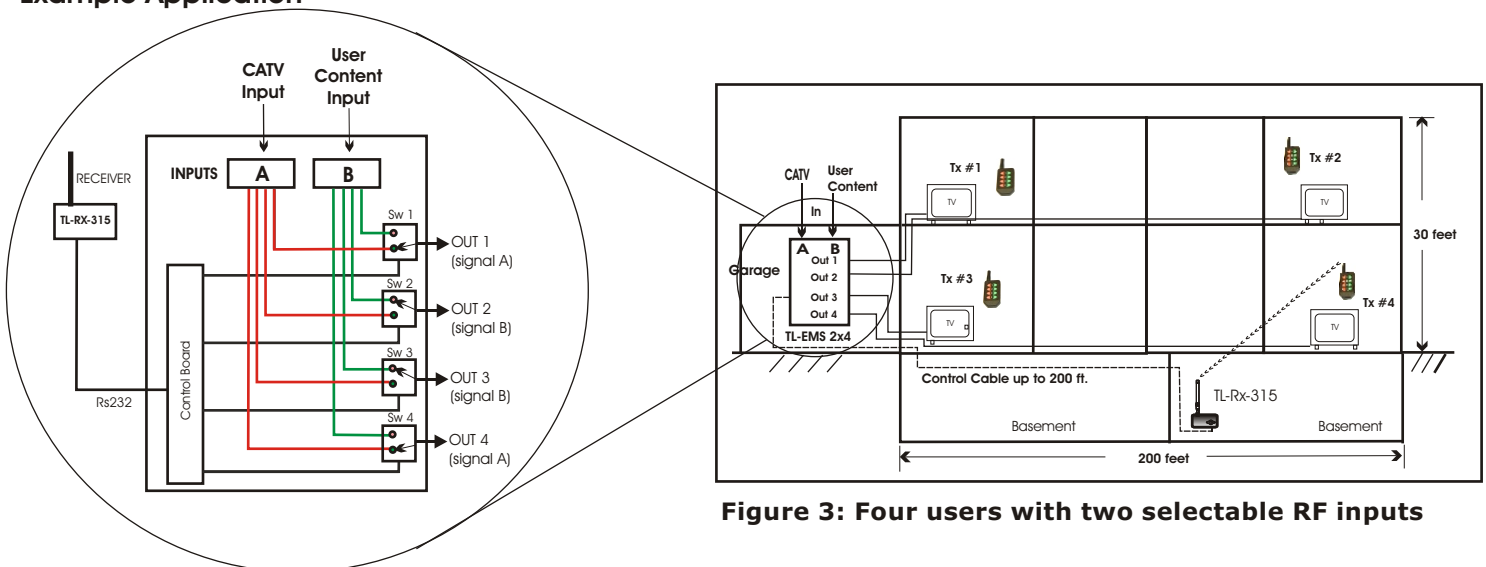 Example Application
CATV
Input
User
Content
Input
RECEIVER
TL-RX-315
INPUTS
A
B
Sw 1
OUT 1
(signal A)
Sw 2
OUT 2
(signal B)
Sw 3
OUT 3
(signal B)
Sw 4
OUT 4
(signal A)
Control Board
Rs232
CATV
User
Content
In
A B
Out 1
Out 2
Out 3
Out 4
Garage
TL-EMS 2x4
Tx #1
TV
Tx #2
TV
Tx #3
TV
Tx #4
TV
30 feet
Control Cable up to 200 ft.
TL-Rx-315
Basement
Basement
200 feet
Figure 3: Four users with two selectable RF inputs